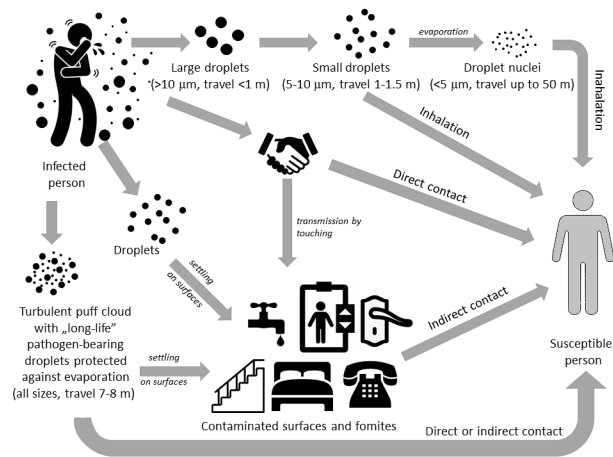 evaporation
Large droplets
(>10 µm, travel <1 m)
Small droplets
(5-10 µm, travel 1-1.5 m)
Droplet nuclei
(<5 µm, travel up to 50 m)
Inahalation
Inhalation
Infected
person
Direct contact
transmission by
touching
Droplets
settling
on surfaces
Turbulent puff cloud
with „long-life”
pathogen-bearing
droplets protected
against evaporation
(all sizes, travel 7-8 m)
settling
on surfaces
Indirect contact
Susceptible
person
Contaminated surfaces and fomites
Direct or indirect contact